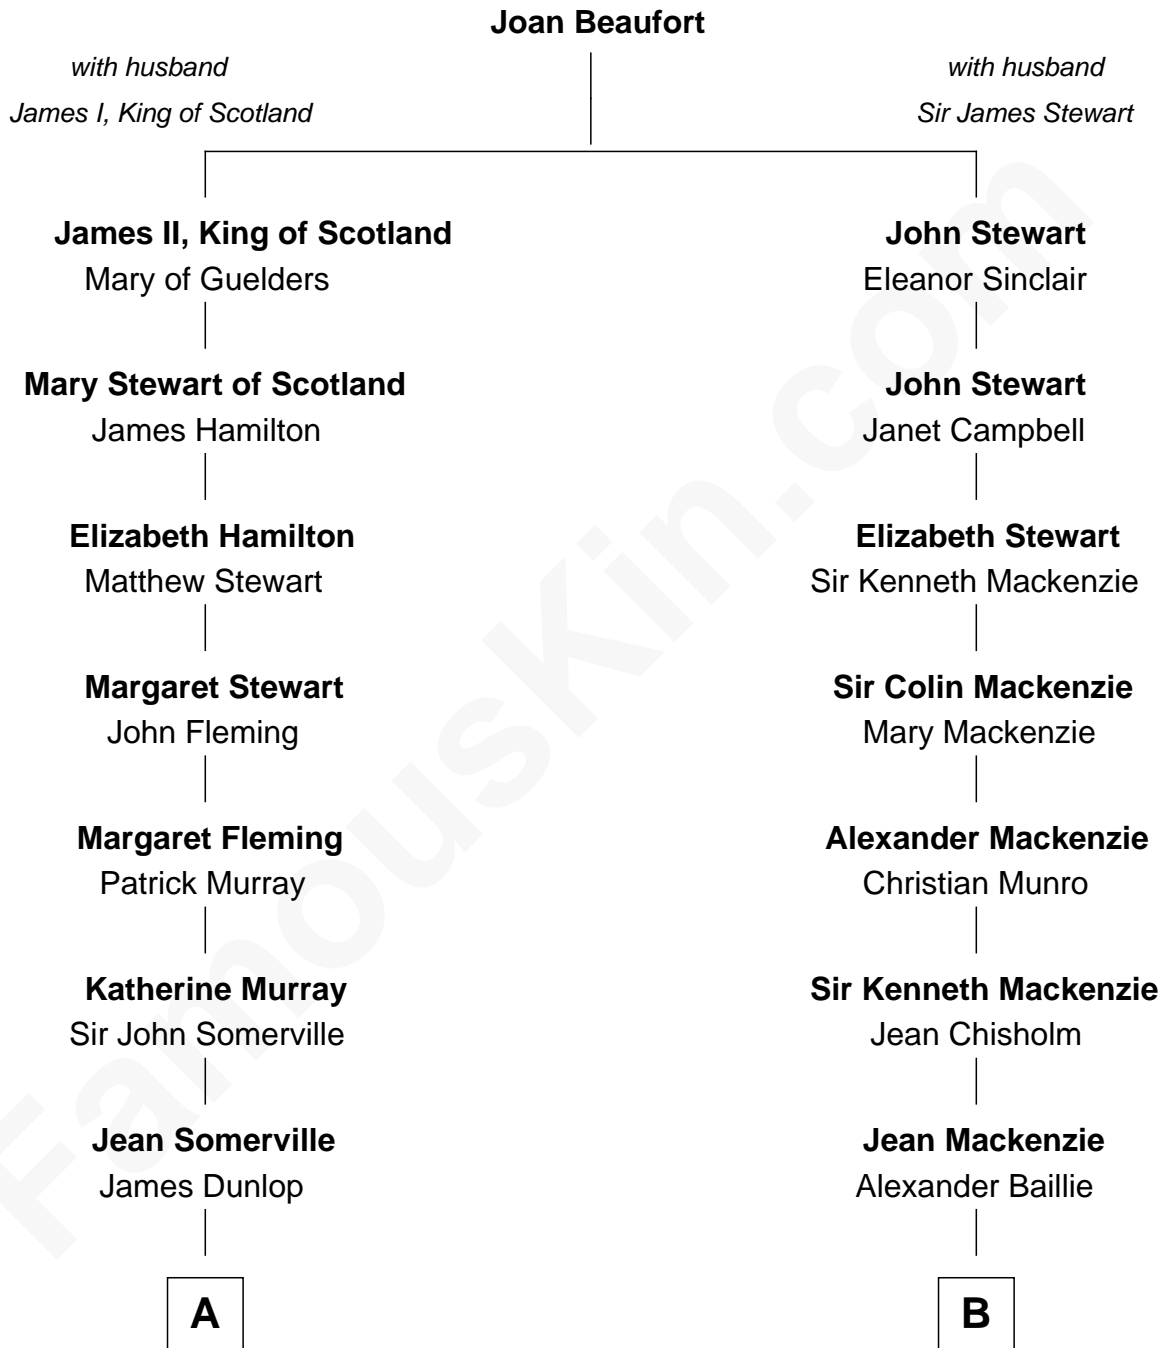 Joan Beaufort
with husband
James I, King of Scotland
with husband
Sir James Stewart
James II, King of Scotland
Mary of Guelders
John Stewart
Eleanor Sinclair
Mary Stewart of Scotland
James Hamilton
John Stewart
Janet Campbell
Elizabeth Hamilton
Matthew Stewart
Elizabeth Stewart
Sir Kenneth Mackenzie
Margaret Stewart
John Fleming
Sir Colin Mackenzie
Mary Mackenzie
Margaret Fleming
Patrick Murray
Alexander Mackenzie
Christian Munro
Katherine Murray
Sir John Somerville
Sir Kenneth Mackenzie
Jean Chisholm
Jean Somerville
James Dunlop
Jean Mackenzie
Alexander Baillie
A
B
FamousKin.com